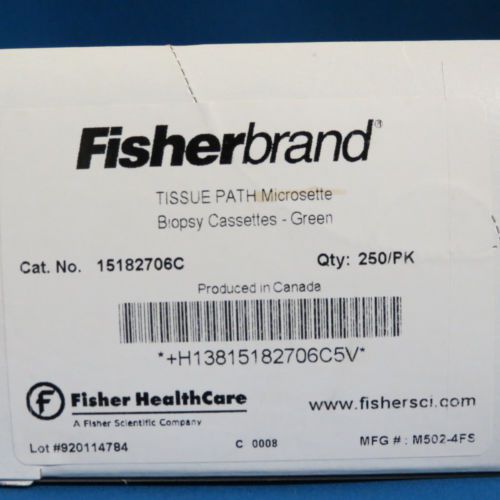 Fisherbrand®
TISSUE PATH Microsette
Biopsy Cassettes - Green
Cat. No. 15182706C Qty: 250/PK
Produced in Canada
*+H13815182706C5V*
F Fisher HealthCare www.fishersci.com
A Fisher Scientific Company
Lot #920114784 C 0008 MFG # : M502-4FS